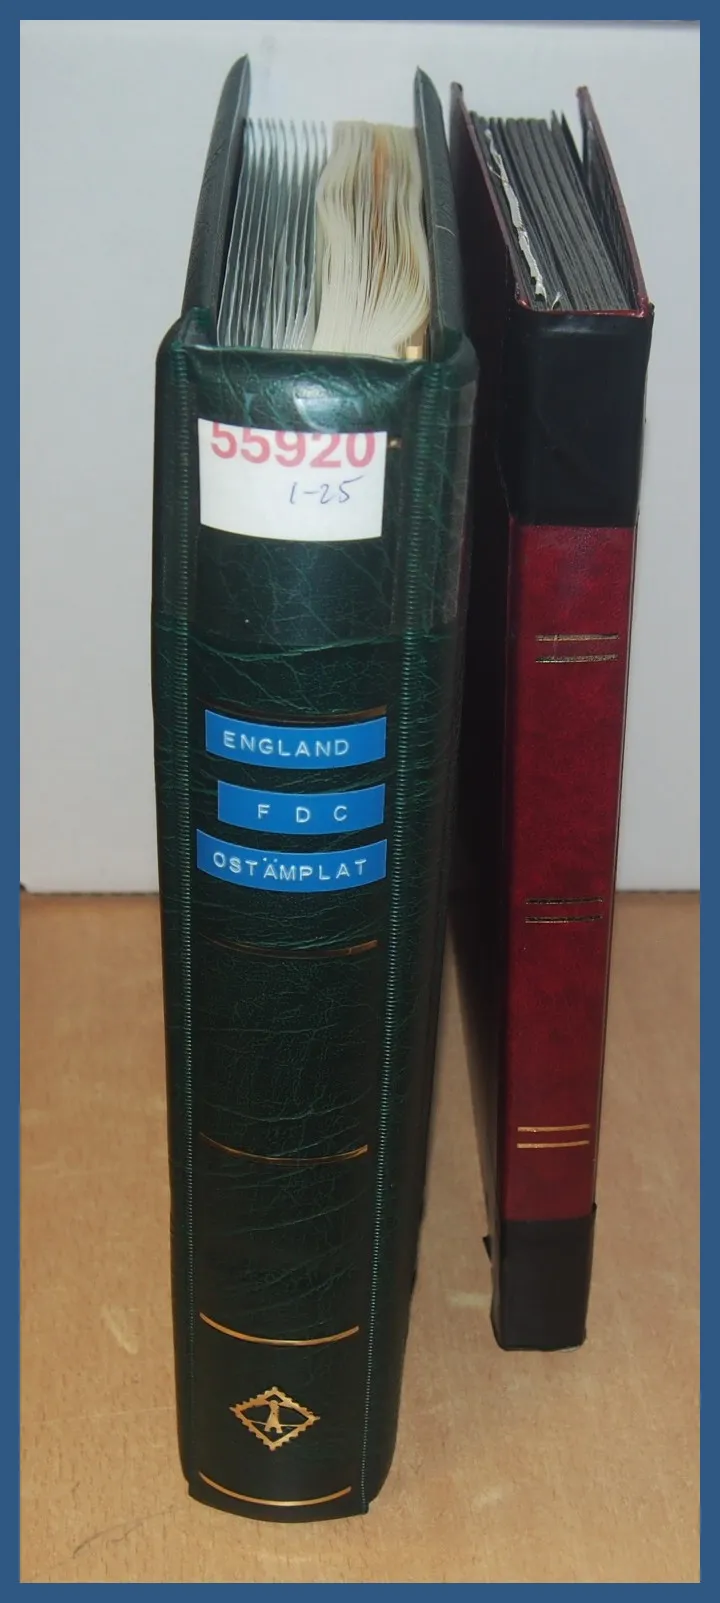 55920
1-25
ENGLAND
F D C
OSTÄMPLAT